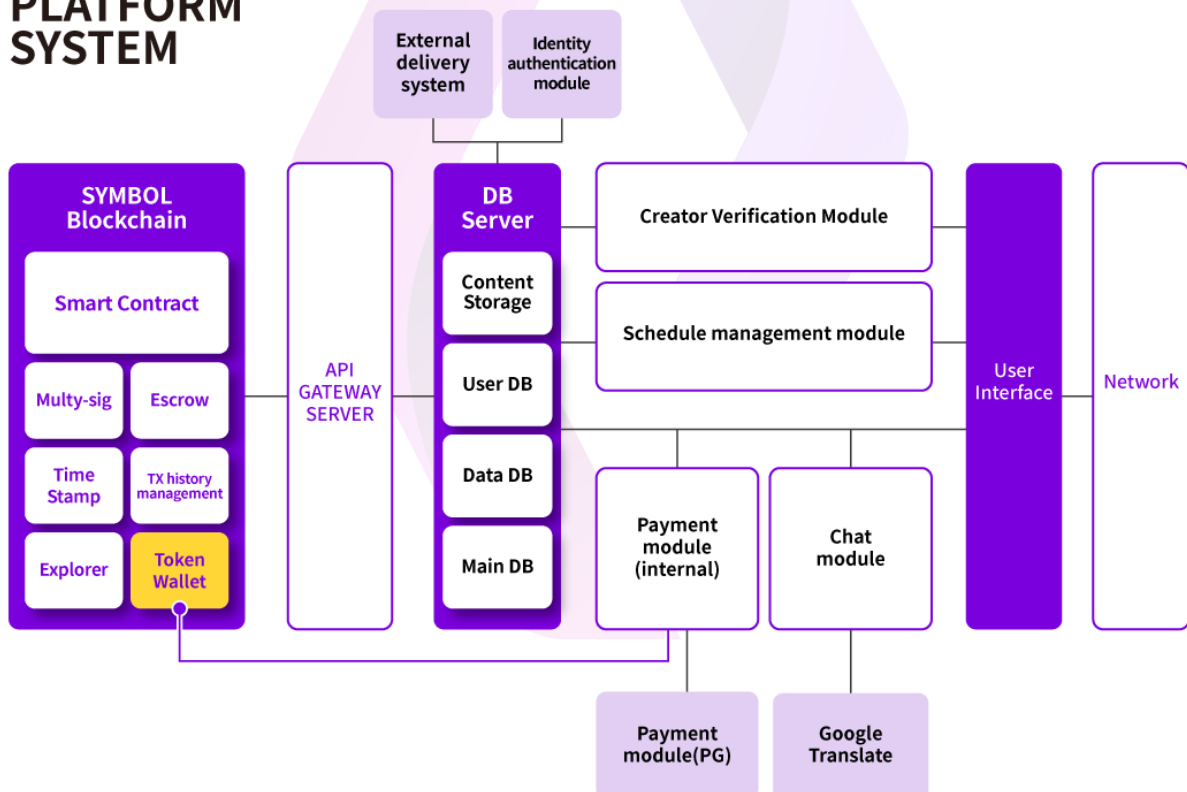 PLATFORM
SYSTEM
External
delivery
system
Identity
authentication
module
SYMBOL
Blockchain
Smart Contract
Multy-sig
Escrow
Time
Stamp
TX history
management
Explorer
Token
Wallet
API
GATEWAY
SERVER
DB
Server
Content
Storage
User DB
Data DB
Main DB
Creator Verification Module
Schedule management module
Payment
module
(internal)
Chat
module
User
Interface
Network
Payment
module(PG)
Google
Translate